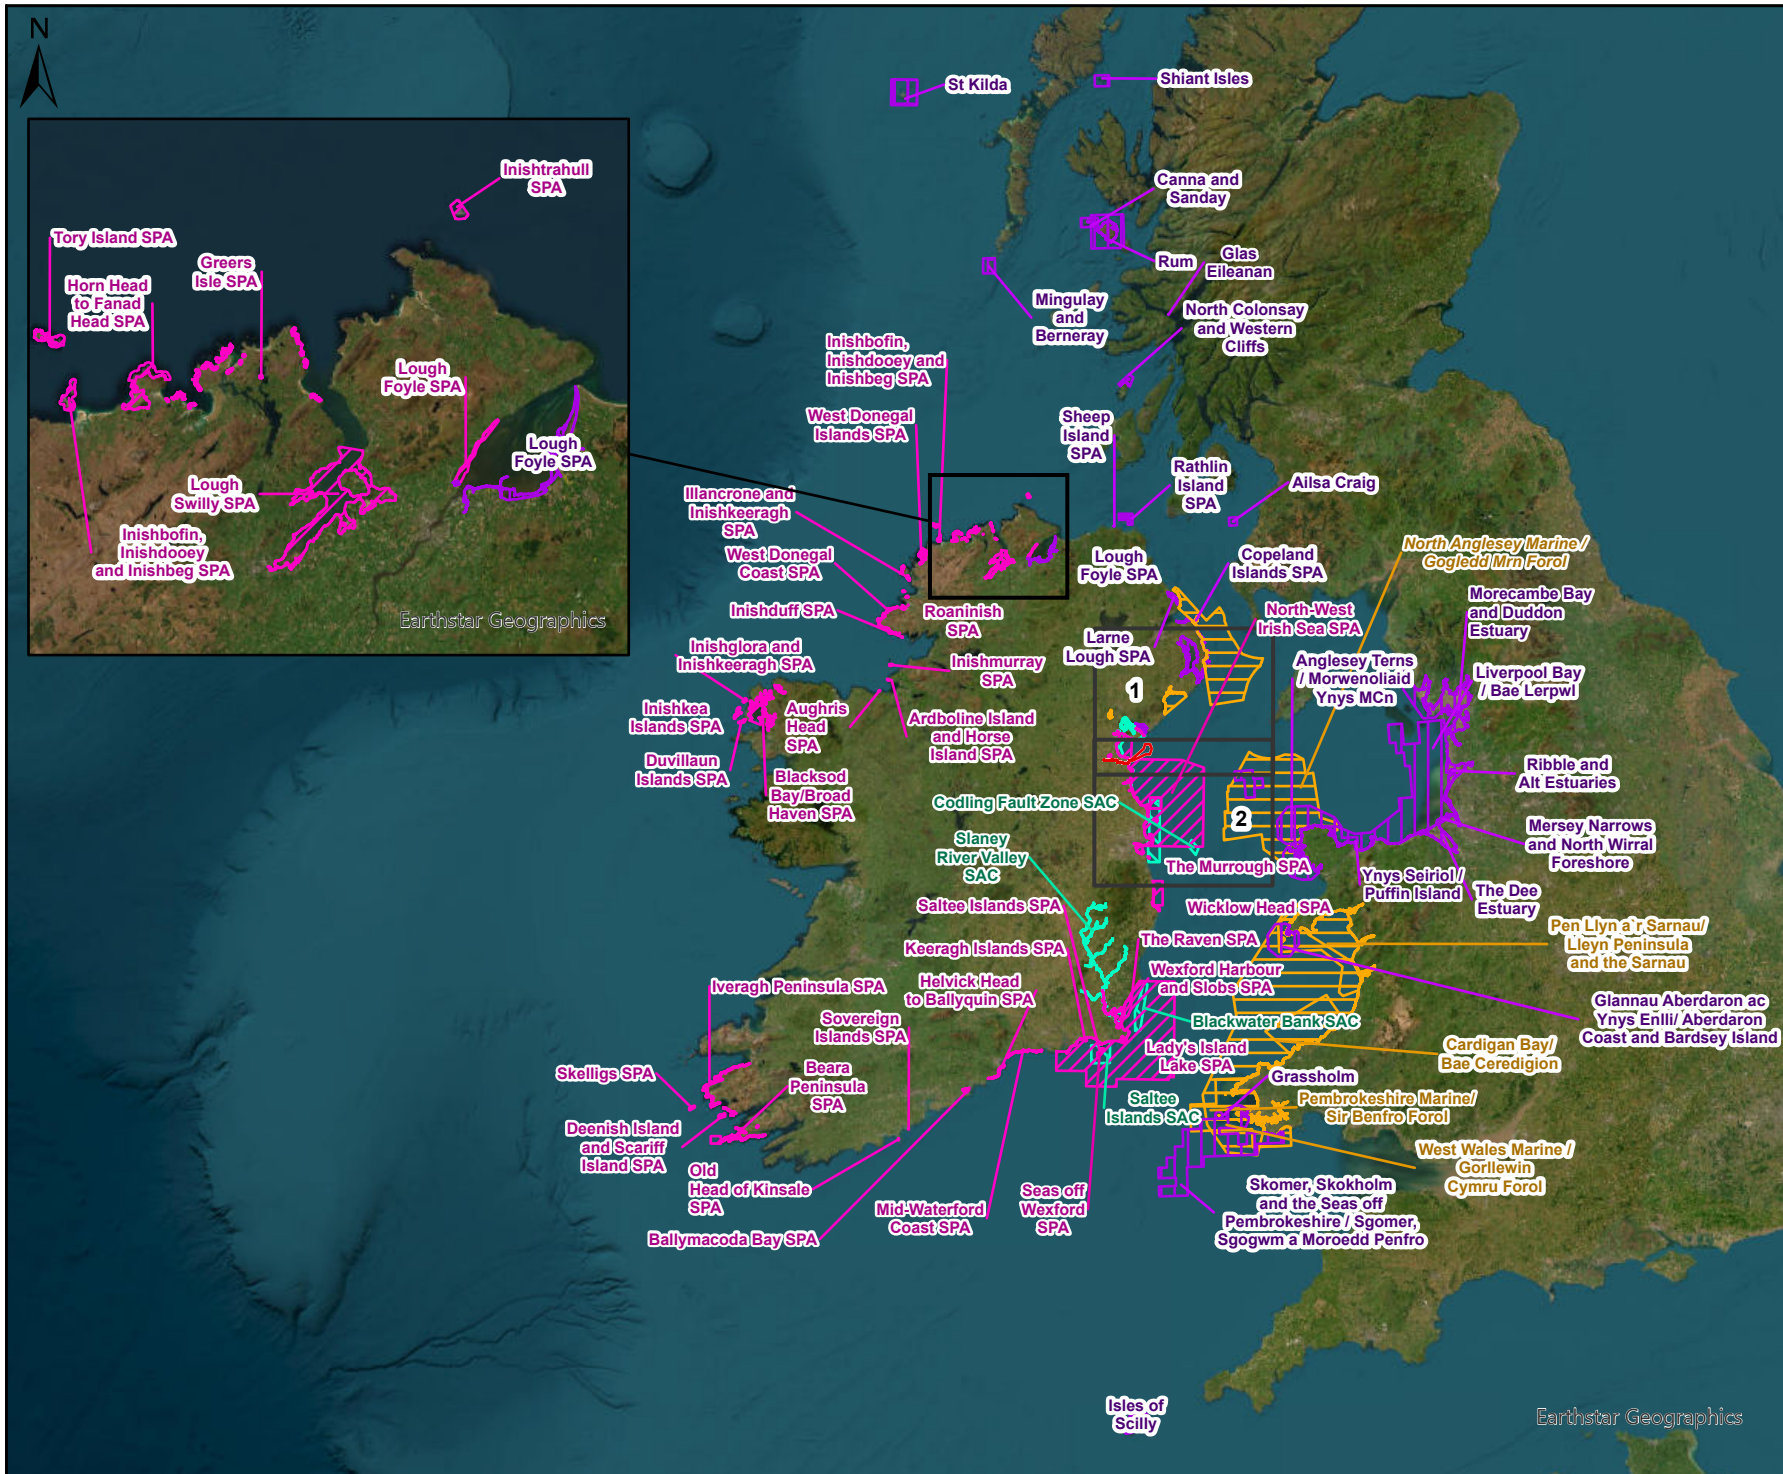 N
Inishtrahull
SPA
Tory Island SPA
Greers
Isle SPA
Horn Head
to Fanad
Head SPA
Lough
Foyle SPA
Lough
Foyle SPA
Lough
Swilly SPA
Inishbofin,
Inishdooey
and Inishbeg SPA
Earthstar Geographics
St Kilda
Shiant Isles
Canna and
Sanday
Rum
Glas
Eileanan
Mingulay
and
Berneray
North Colonsay
and Western
Cliffs
Inishbofin,
Inishdooey and
Inishbeg SPA
West Donegal
Islands SPA
Sheep
Island
SPA
Rathlin
Island
SPA
Ailsa Craig
Illancrone and
Inishkeeragh
SPA
West Donegal
Coast SPA
Inishduff SPA
Roaninish
SPA
Lough
Foyle SPA
Copeland
Islands SPA
North Anglesey Marine /
Gogledd Mrn Forol
Morecambe Bay
and Duddon
Estuary
North-West
Irish Sea SPA
Larne
Lough SPA
Inishglora and
Inishkeeragh SPA
Inishmurray
SPA
Anglesey Terns
/ Morwenoliaid
Ynys MCn
Liverpool Bay
/ Bae Lerpwl
1
Inishkea
Islands SPA
Aughris
Head
SPA
Ardboline Island
and Horse
Island SPA
Duvillaun
Islands SPA
Blacksod
Bay/Broad
Haven SPA
Ribble and
Alt Estuaries
Codling Fault Zone SAC
2
Slaney
River Valley
SAC
Mersey Narrows
and North Wirral
Foreshore
The Murrough SPA
Ynys Seiriol /
Puffin Island
The Dee
Estuary
Saltee Islands SPA
Wicklow Head SPA
Keeragh Islands SPA
The Raven SPA
Pen Llyn a`r Sarnau/
Lleyn Peninsula
and the Sarnau
Iveragh Peninsula SPA
Helvick Head
to Ballyquin SPA
Wexford Harbour
and Slobs SPA
Glannau Aberdaron ac
Ynys Enlli/ Aberdaron
Coast and Bardsey Island
Sovereign
Islands SPA
Blackwater Bank SAC
Lady's Island
Lake SPA
Cardigan Bay/
Bae Ceredigion
Skelligs SPA
Beara
Peninsula
SPA
Grassholm
Saltee
Islands SAC
Pembrokeshire Marine/
Sir Benfro Forol
Deenish Island
and Scariff
Island SPA
West Wales Marine /
Gorllewin
Cymru Forol
Old
Head of Kinsale
SPA
Mid-Waterford
Coast SPA
Seas off
Wexford
SPA
Skomer, Skokholm
and the Seas off
Pembrokeshire / Sgomer,
Sgogwm a Moroedd Penfro
Ballymacoda Bay SPA
Isles of
Scilly
Earthstar Geographics